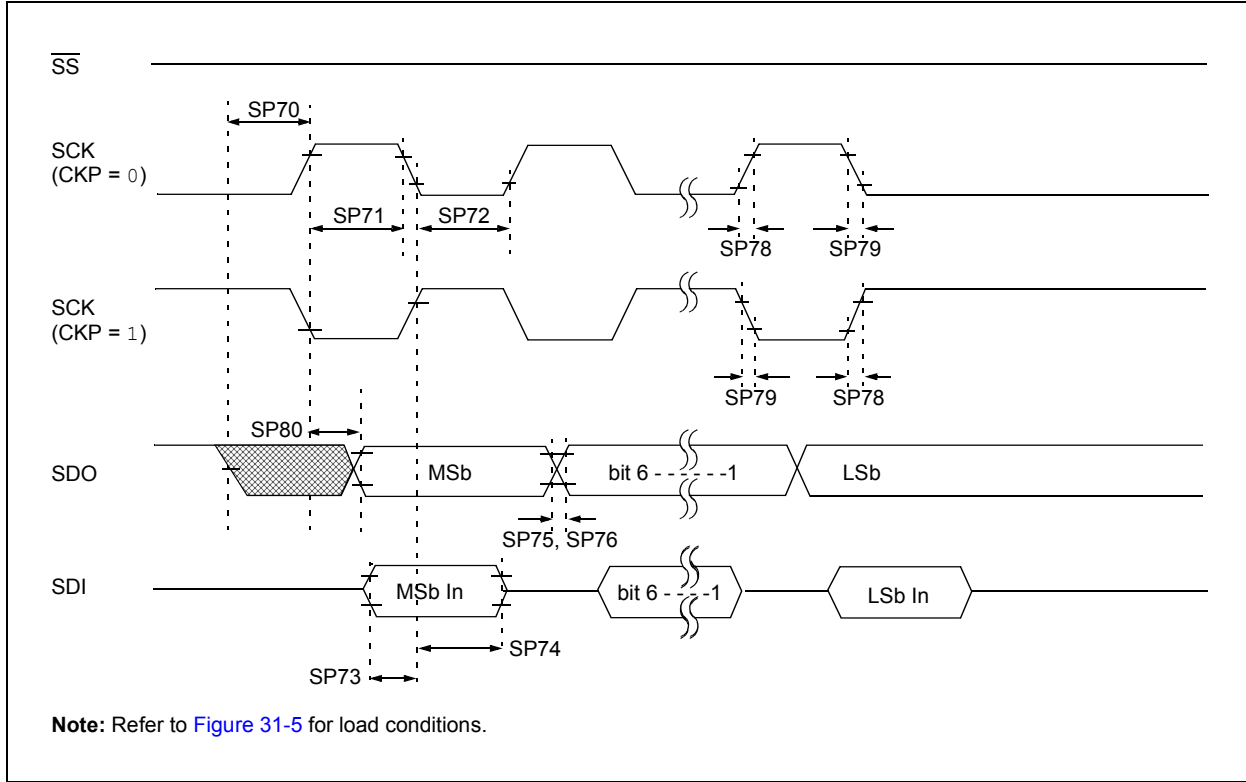 SS
SP70
SCK
(CKP = 0)
SP71
SP72
SP78
SP79
SCK
(CKP = 1)
SP79
SP78
SP80
SDO
MSb
bit 6 - - - - - -1
LSb
SP75, SP76
SDI
MSb In
bit 6 - - - -1
LSb In
SP74
SP73
Note: Refer to Figure 31-5 for load conditions.